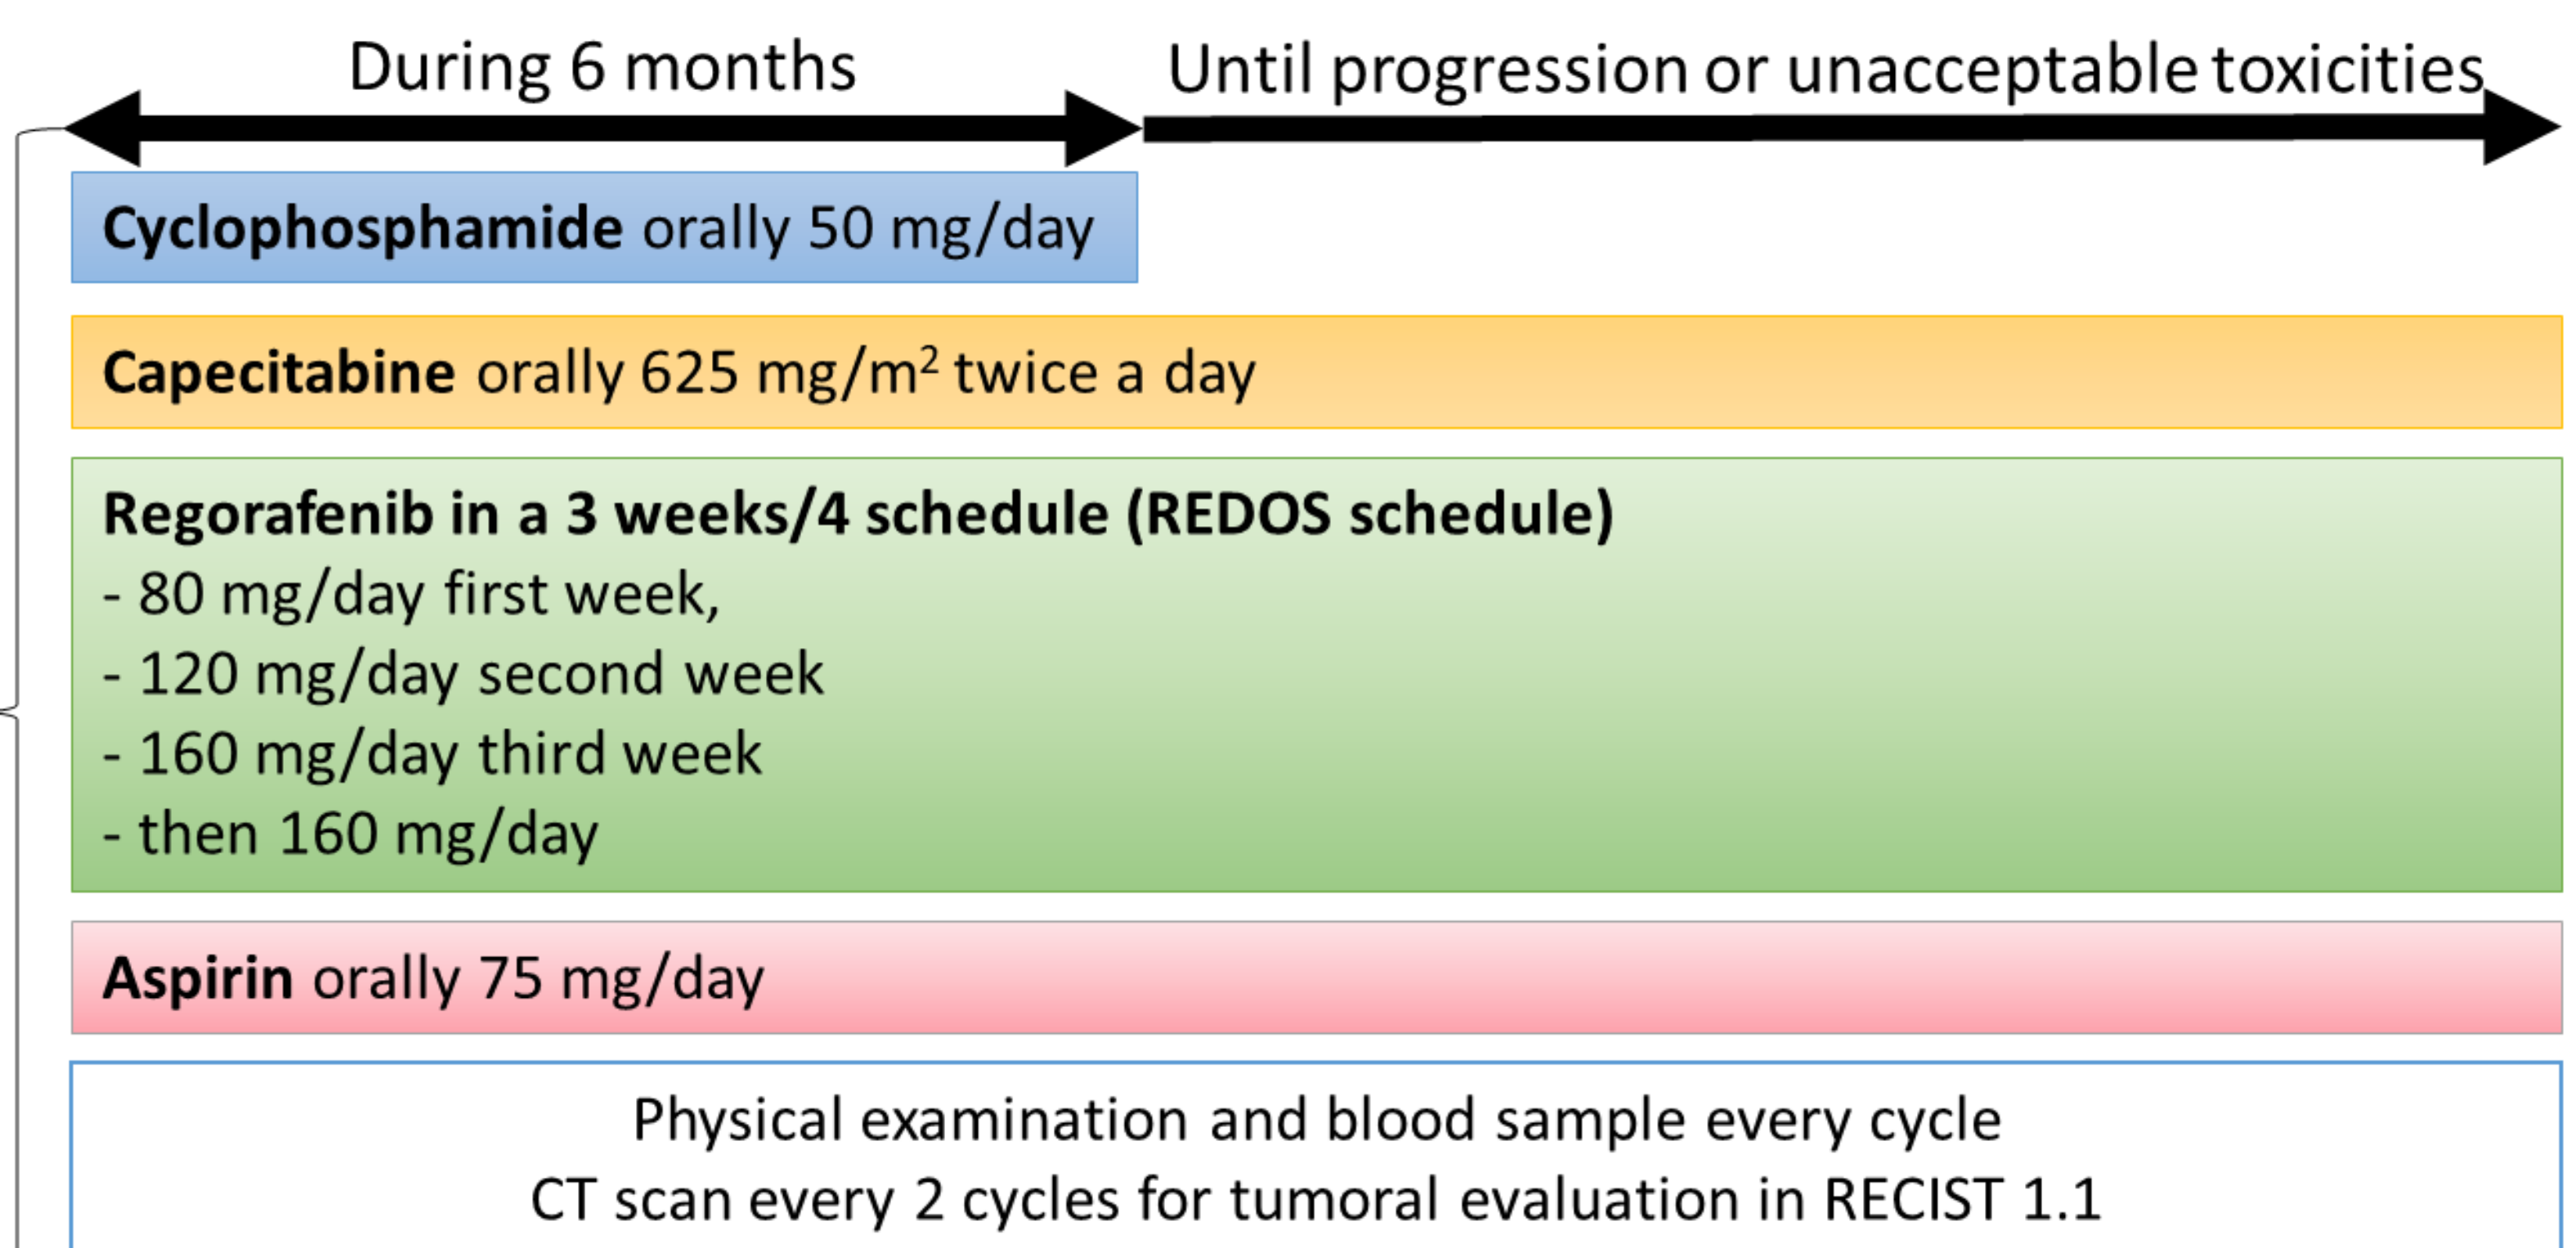 During 6 months
Until progression or unacceptable toxicities
Cyclophosphamide orally 50 mg/day
Capecitabine orally 625 mg/m² twice a day
Regorafenib in a 3 weeks/4 schedule (REDOS schedule)
- 80 mg/day first week,
- 120 mg/day second week
- 160 mg/day third week
- then 160 mg/day
Aspirin orally 75 mg/day
Physical examination and blood sample every cycle
CT scan every 2 cycles for tumoral evaluation in RECIST 1.1